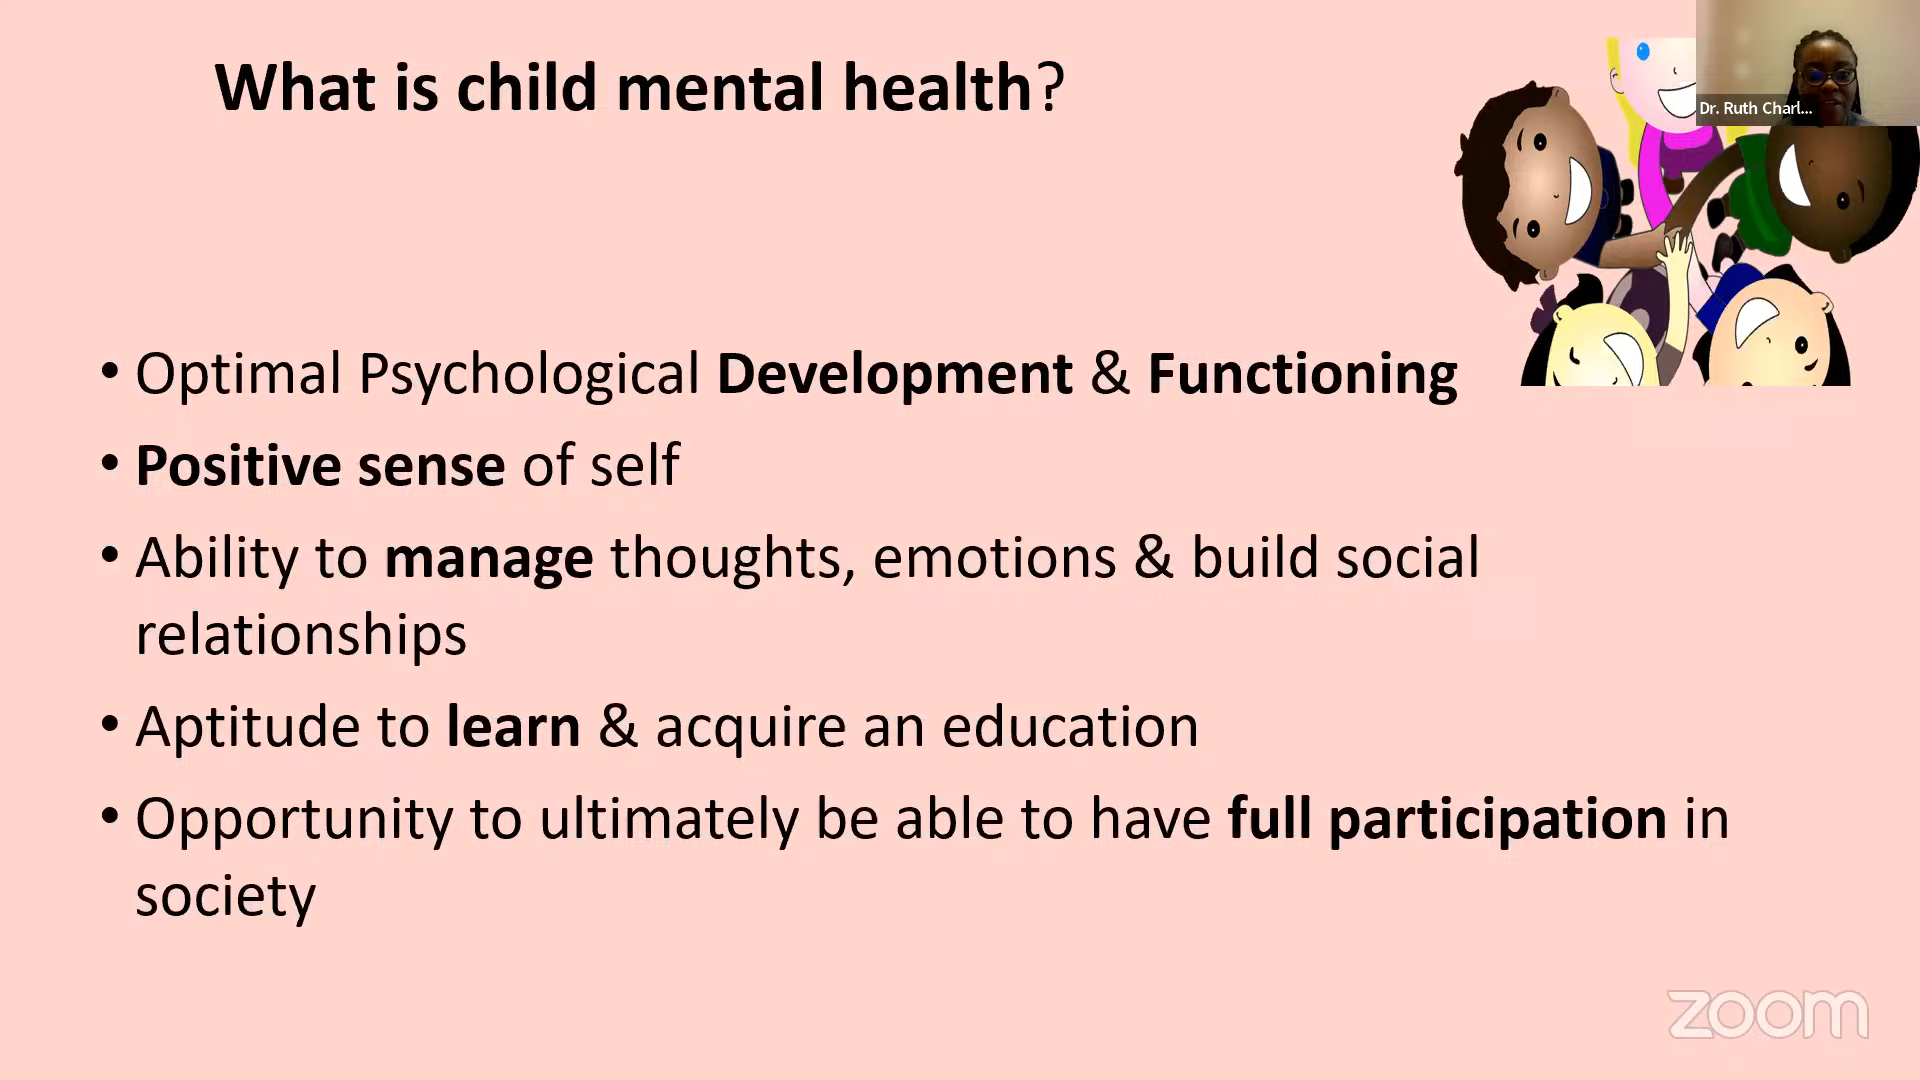 What is child mental health?
Dr. Ruth Charl...
• Optimal Psychological Development & Functioning
• Positive sense of self
• Ability to manage thoughts, emotions & build social
relationships
• Aptitude to learn & acquire an education
• Opportunity to ultimately be able to have full participation in
society
zoom